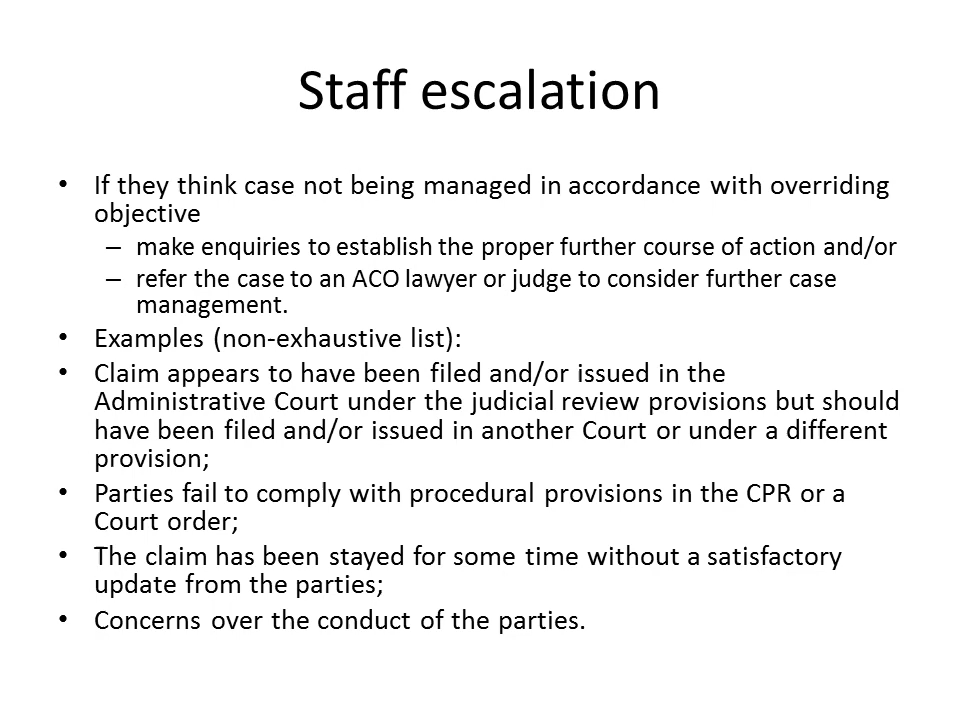 Staff escalation
• If they think case not being managed in accordance with overriding
objective
– make enquiries to establish the proper further course of action and/or
– refer the case to an ACO lawyer or judge to consider further case
management.
• Examples (non-exhaustive list):
• Claim appears to have been filed and/or issued in the
Administrative Court under the judicial review provisions but should
have been filed and/or issued in another Court or under a different
provision;
• Parties fail to comply with procedural provisions in the CPR or a
Court order;
• The claim has been stayed for some time without a satisfactory
update from the parties;
• Concerns over the conduct of the parties.